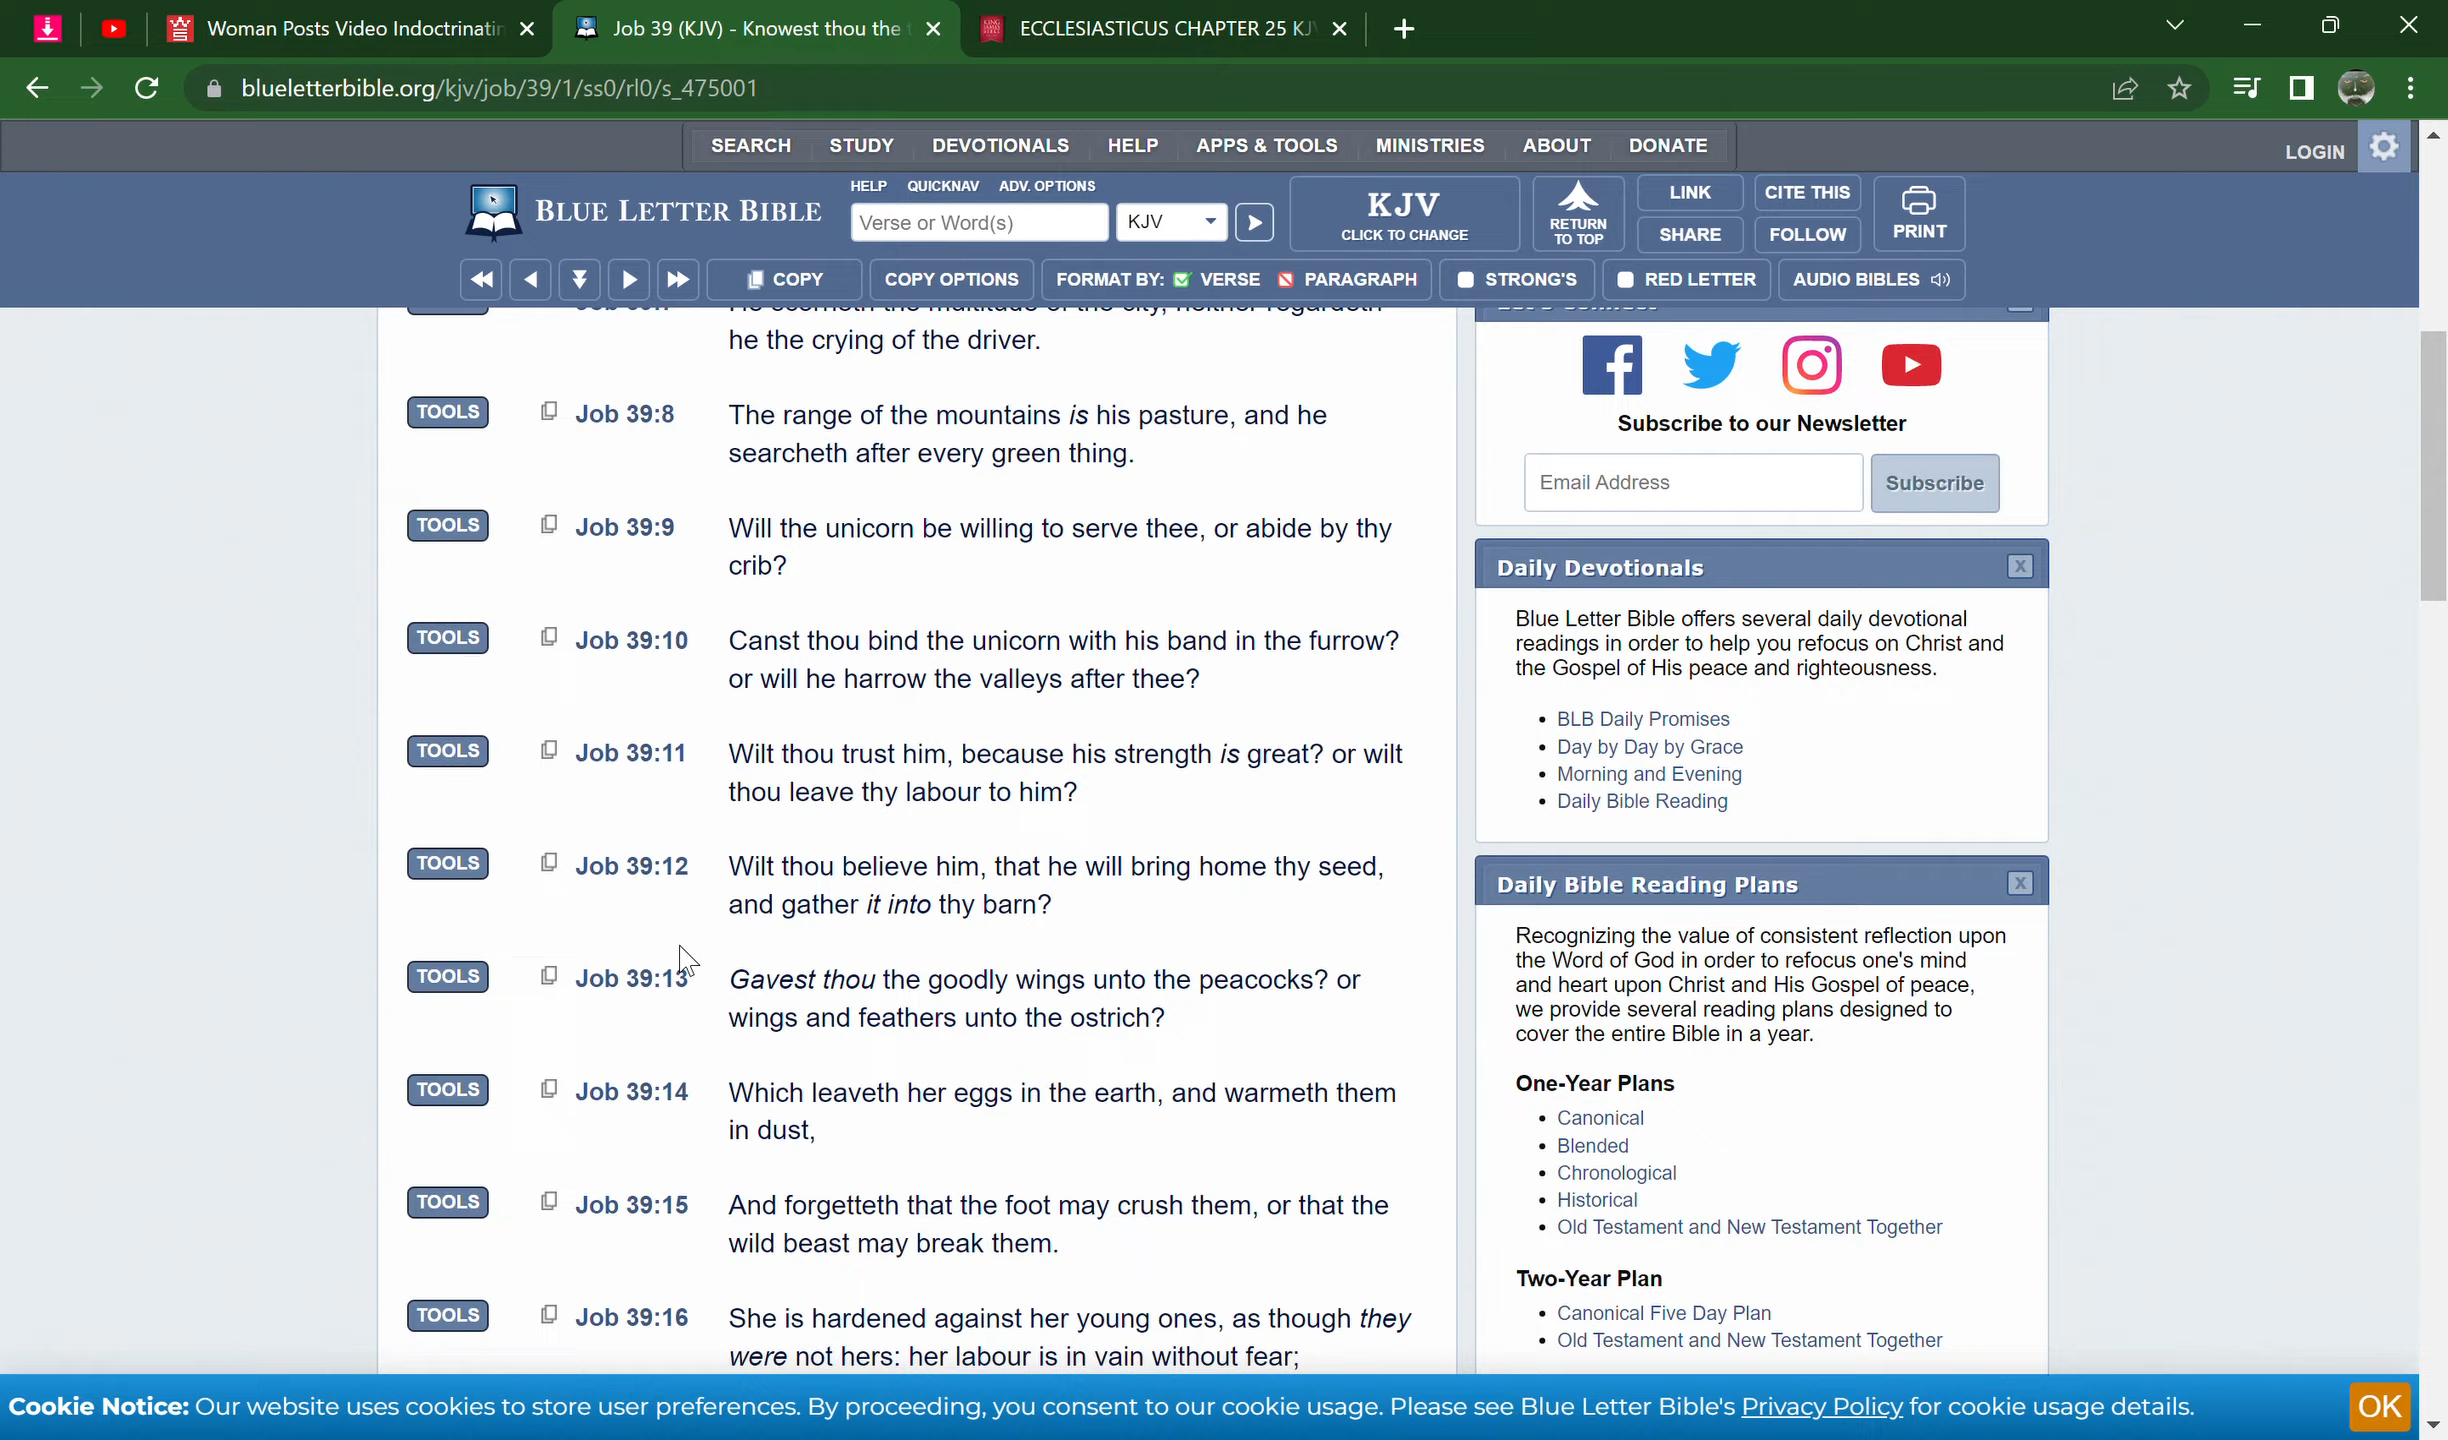 Woman Posts Video Indoctrinatin
Job 39 (KJV) - Knowest thou the
ECCLESIASTICUS CHAPTER 25 KJ
blueletterbible.org/kjv/job/39/1/ss0/rl0/s_475001
SEARCH STUDY DEVOTIONALS HELP APPS & TOOLS MINISTRIES ABOUT DONATE
LOGIN
BLUE LETTER BIBLE
HELP QUICKNAV ADV. OPTIONS
Verse or Word(s)
KJV
KJV
CLICK TO CHANGE
RETURN
TO TOP
LINK
CITE THIS
SHARE
FOLLOW
PRINT
COPY
COPY OPTIONS
FORMAT BY: VERSE PARAGRAPH
STRONG'S
RED LETTER
AUDIO BIBLES
he the crying of the driver.
TOOLS Job 39:8 The range of the mountains is his pasture, and he
searcheth after every green thing.
TOOLS Job 39:9 Will the unicorn be willing to serve thee, or abide by thy
crib?
TOOLS Job 39:10 Canst thou bind the unicorn with his band in the furrow?
or will he harrow the valleys after thee?
TOOLS Job 39:11 Wilt thou trust him, because his strength is great? or wilt
thou leave thy labour to him?
TOOLS Job 39:12 Wilt thou believe him, that he will bring home thy seed,
and gather it into thy barn?
TOOLS Job 39:13 Gavest thou the goodly wings unto the peacocks? or
wings and feathers unto the ostrich?
TOOLS Job 39:14 Which leaveth her eggs in the earth, and warmeth them
in dust,
TOOLS Job 39:15 And forgetteth that the foot may crush them, or that the
wild beast may break them.
TOOLS Job 39:16 She is hardened against her young ones, as though they
were not hers: her labour is in vain without fear;
Subscribe to our Newsletter
Email Address
Subscribe
Daily Devotionals
X
Blue Letter Bible offers several daily devotional
readings in order to help you refocus on Christ and
the Gospel of His peace and righteousness.
• BLB Daily Promises
• Day by Day by Grace
• Morning and Evening
• Daily Bible Reading
Daily Bible Reading Plans
X
Recognizing the value of consistent reflection upon
the Word of God in order to refocus one's mind
and heart upon Christ and His Gospel of peace,
we provide several reading plans designed to
cover the entire Bible in a year.
One-Year Plans
• Canonical
• Blended
• Chronological
• Historical
• Old Testament and New Testament Together
Two-Year Plan
• Canonical Five Day Plan
• Old Testament and New Testament Together
Cookie Notice: Our website uses cookies to store user preferences. By proceeding, you consent to our cookie usage. Please see Blue Letter Bible's Privacy Policy for cookie usage details.
OK